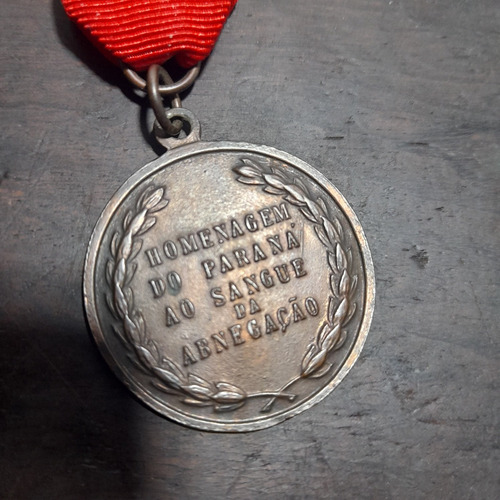 HOMENAGEM
DO PARANÁ
AO SANGUE
DA
ABNEGAÇÃO